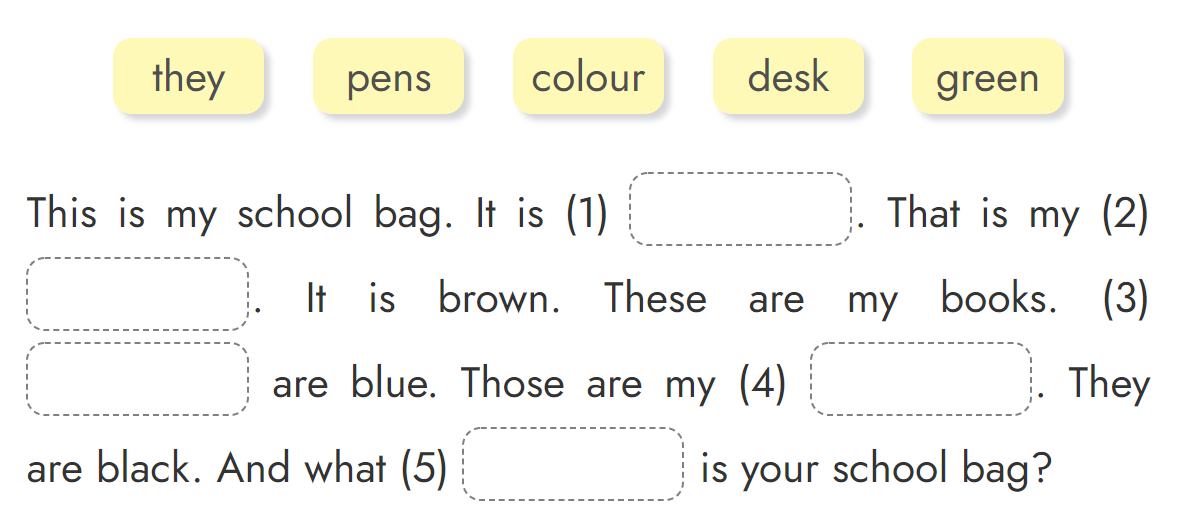 they pens colour desk green
This is my school bag. It is (1) . That is my (2)
. It is brown. These are my books. (3)
are blue. Those are my (4) . They
are black. And what (5) is your school bag?